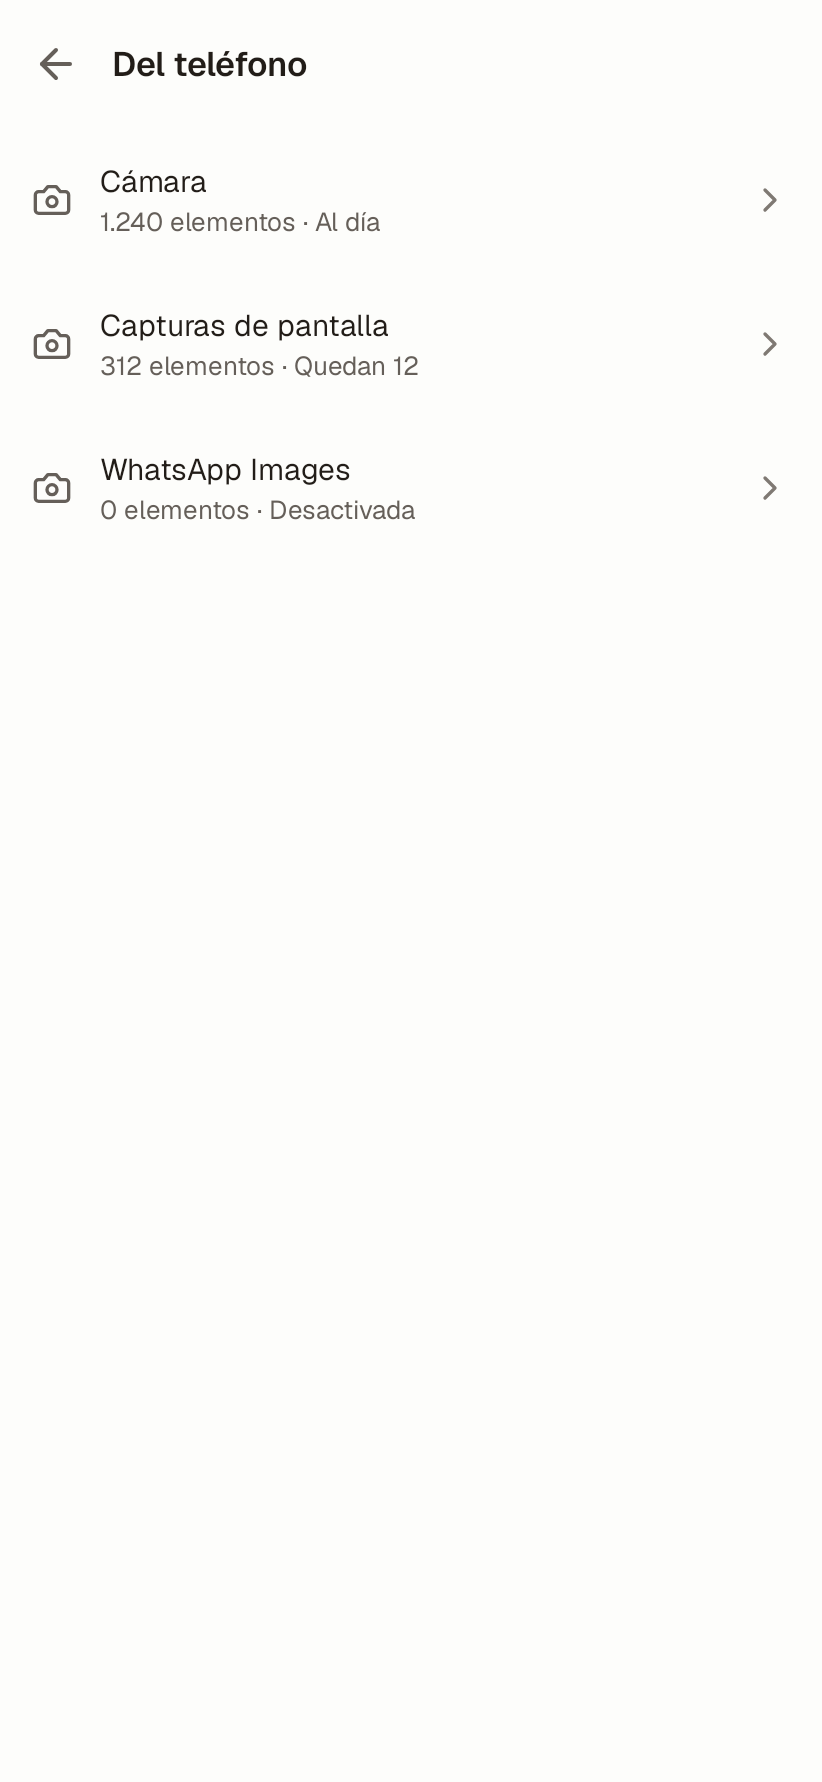 Del teléfono
Cámara
1.240 elementos · Al día
Capturas de pantalla
312 elementos · Quedan 12
WhatsApp Images
0 elementos · Desactivada